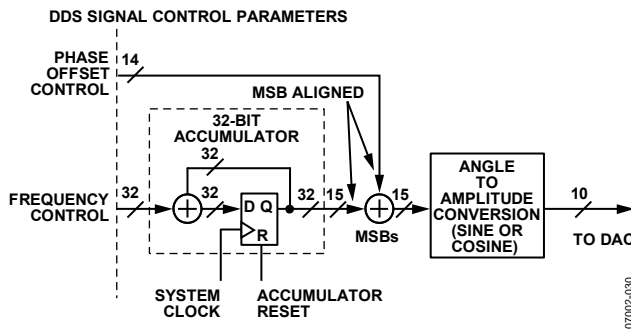 DDS SIGNAL CONTROL PARAMETERS
PHASE
OFFSET
CONTROL
14
MSB ALIGNED
32-BIT
ACCUMULATOR
32
FREQUENCY
CONTROL
32
32
D Q
R
32
15
MSBs
15
ANGLE
TO
AMPLITUDE
CONVERSION
(SINE OR
COSINE)
10
TO DAC
SYSTEM
CLOCK
ACCUMULATOR
RESET
07002-030